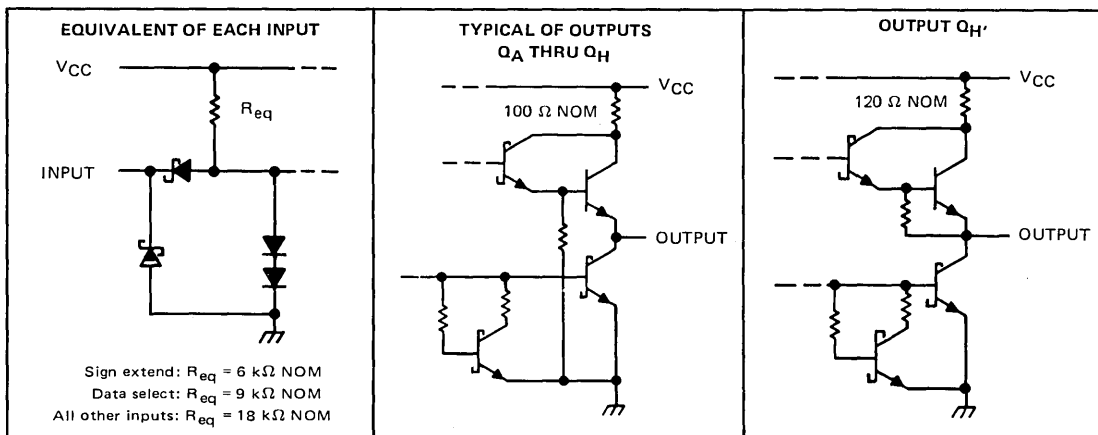 EQUIVALENT OF EACH INPUT
VCC
Req
INPUT
Sign extend: Req = 6 kΩ NOM
Data select: Req = 9 kΩ NOM
All other inputs: Req = 18 kΩ NOM
TYPICAL OF OUTPUTS
QA THRU QH
VCC
100 Ω NOM
OUTPUT
OUTPUT QH'
VCC
120 Ω NOM
OUTPUT